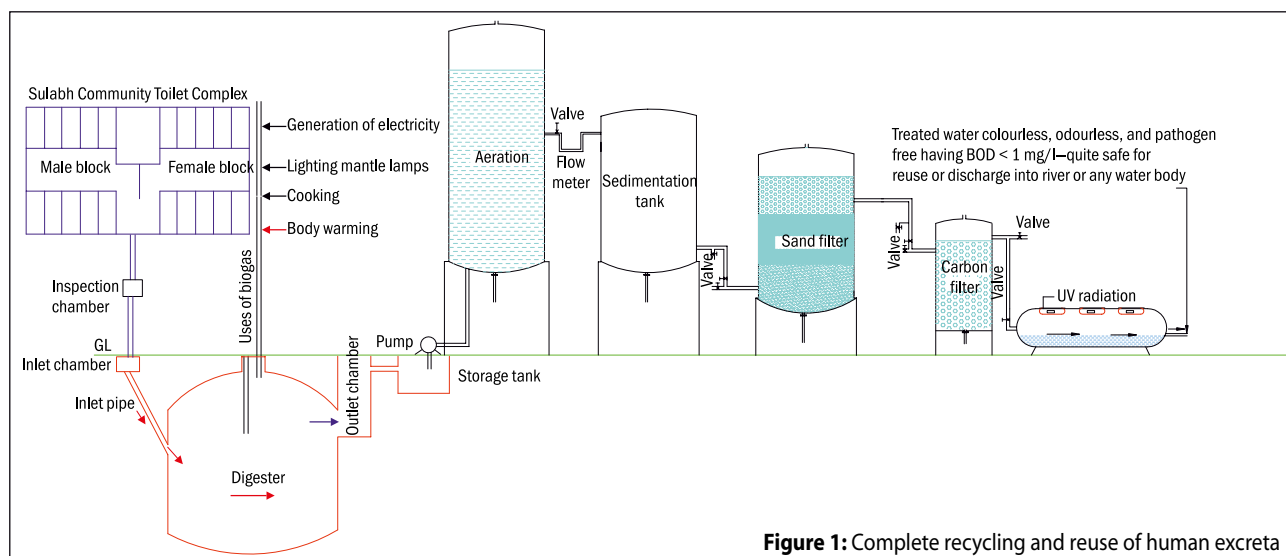 Sulabh Community Toilet Complex
Male block
Female block
Generation of electricity
Lighting mantle lamps
Cooking
Body warming
Inspection
chamber
Uses of biogas
GL
Inlet chamber
Inlet pipe
Digester
Outlet chamber
Pump
Storage tank
Aeration
Valve
Flow
meter
Sedimentation
tank
Valve
Sand filter
Valve
Carbon
filter
Valve
Valve
UV radiation
Treated water colourless, odourless, and pathogen
free having BOD < 1 mg/l—quite safe for
reuse or discharge into river or any water body
Figure 1: Complete recycling and reuse of human excreta